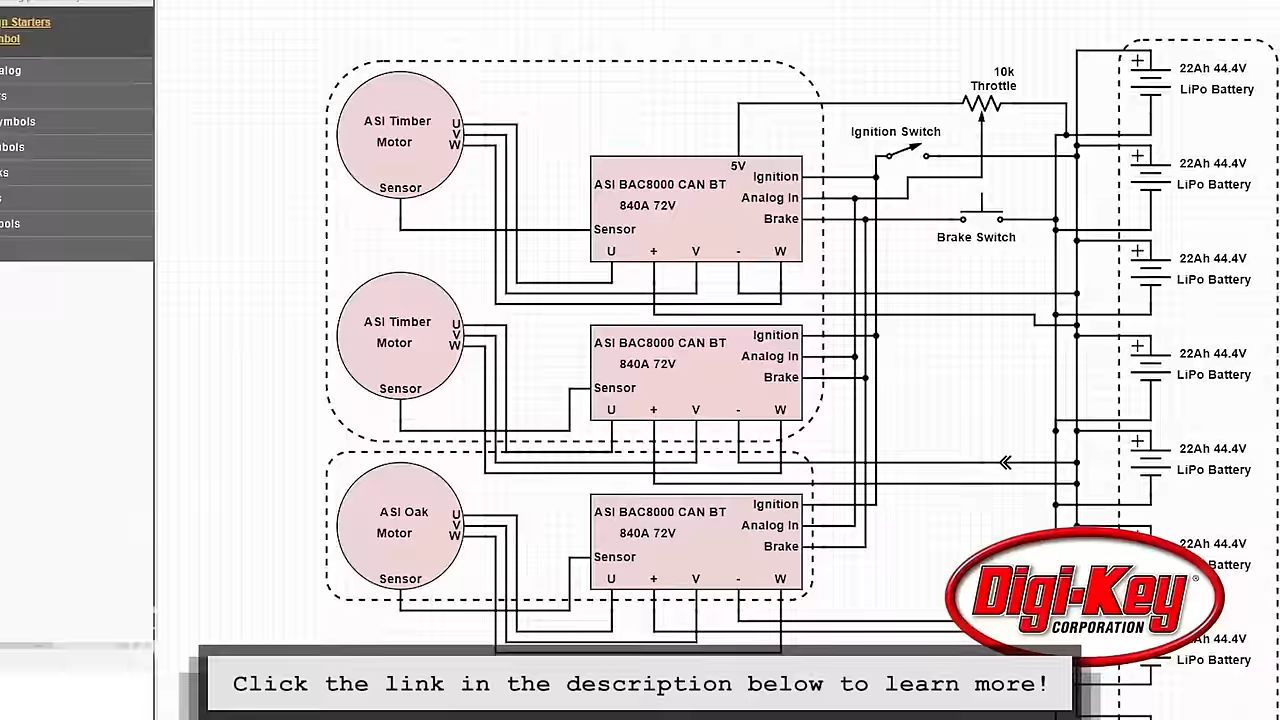 n Starters
mbol
alog
rs
ymbols
bols
ks
s
ools
ASI Timber
Motor
U
V
W
Sensor
5V
ASI BAC8000 CAN BT
840A 72V
Ignition
Analog In
Brake
Sensor
U + V - W
10k
Throttle
Ignition Switch
Brake Switch
ASI Timber
Motor
U
V
W
Sensor
ASI BAC8000 CAN BT
840A 72V
Ignition
Analog In
Brake
Sensor
U + V - W
ASI Oak
Motor
U
V
W
Sensor
ASI BAC8000 CAN BT
840A 72V
Ignition
Analog In
Brake
Sensor
U + V - W
+
22Ah 44.4V
LiPo Battery
+
22Ah 44.4V
LiPo Battery
+
22Ah 44.4V
LiPo Battery
+
22Ah 44.4V
LiPo Battery
+
22Ah 44.4V
LiPo Battery
22Ah 44.4V
Battery
Ah 44.4V
LiPo Battery
Digi-Key®
CORPORATION
Click the link in the description below to learn more!